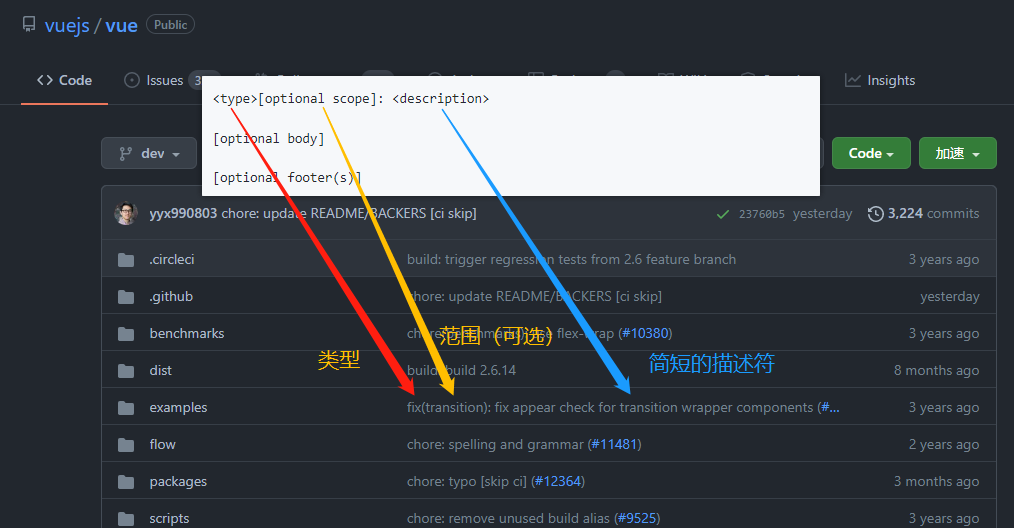 vuejs / vue Public
Code Issues Insights
<type>[optional scope]: <description>
[optional body]
[optional footer(s)]
dev Code 加速
yyx990803 chore: update README/BACKERS [ci skip] 23760b5 yesterday 3,224 commits
.circleci build: trigger regression tests from 2.6 feature branch 3 years ago
.github chore: update README/BACKERS [ci skip] yesterday
范围（可选）
benchmarks flex-wrap (#10380) 3 years ago
类型
简短的描述符
dist build: build 2.6.14 8 months ago
examples fix(transition): fix appear check for transition wrapper components (#... 3 years ago
flow chore: spelling and grammar (#11481) 2 years ago
packages chore: typo [skip ci] (#12364) 3 months ago
scripts chore: remove unused build alias (#9525) 3 years ago